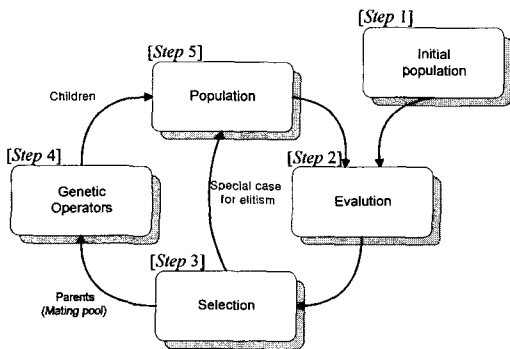 [Step 1]
Initial
population
[Step 5]
Population
Children
[Step 4]
Genetic
Operators
Special case
for elitism
[Step 2]
Evalution
[Step 3]
Selection
Parents
(Mating pool)